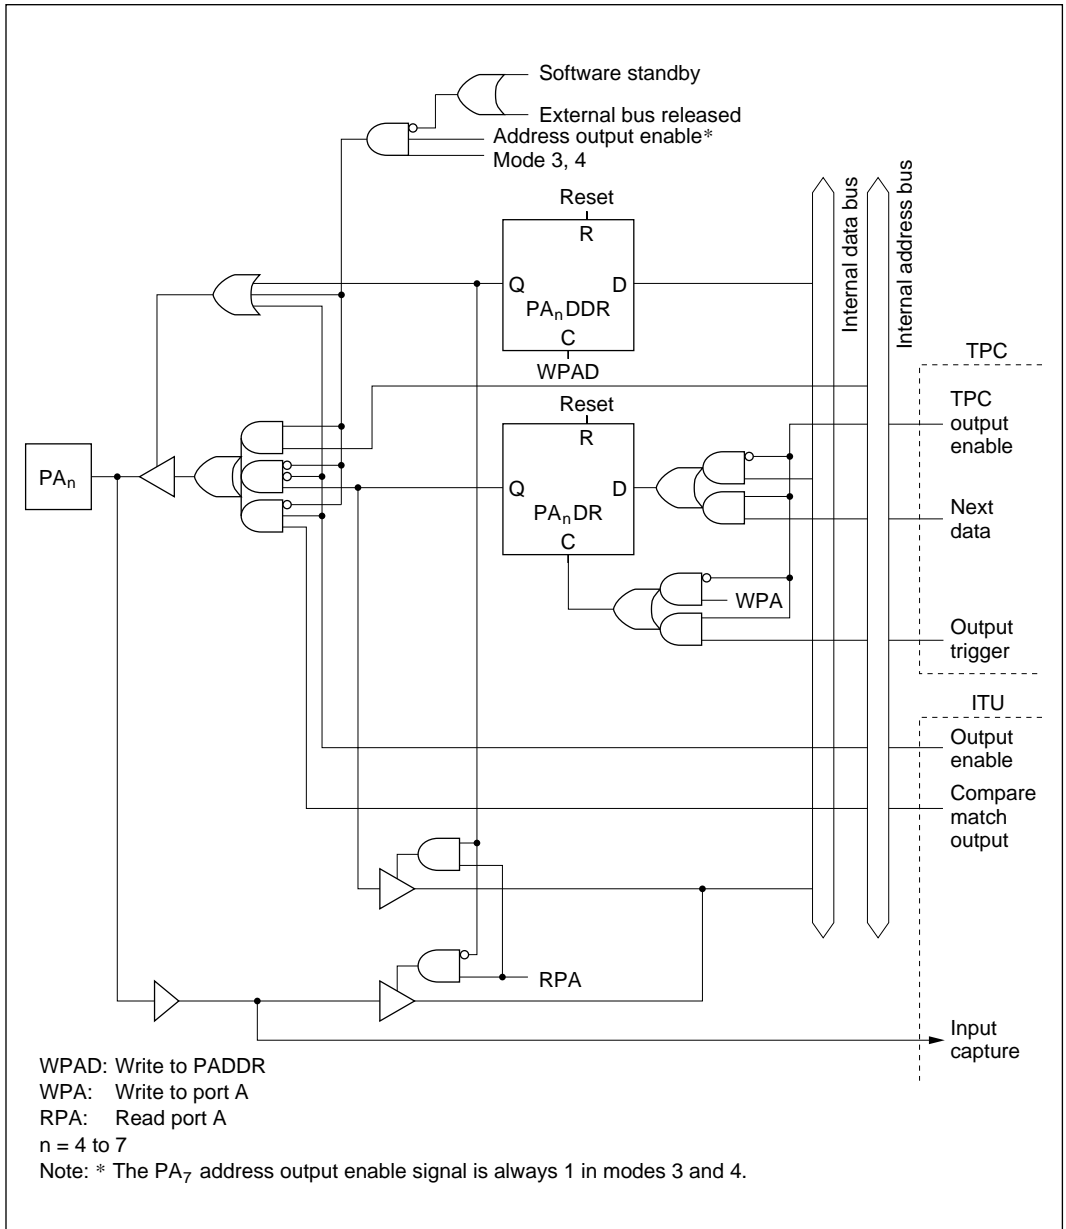 Software standby
External bus released
Address output enable*
Mode 3, 4
Internal data bus
Internal address bus
Reset
R
Q
D
PAnDDR
C
WPAD
TPC
TPC
output
enable
Reset
R
PAn
Q
D
PAnDR
C
Next
data
WPA
Output
trigger
ITU
Output
enable
Compare
match
output
RPA
Input
capture
WPAD: Write to PADDR
WPA: Write to port A
RPA: Read port A
n = 4 to 7
Note: * The PA7 address output enable signal is always 1 in modes 3 and 4.